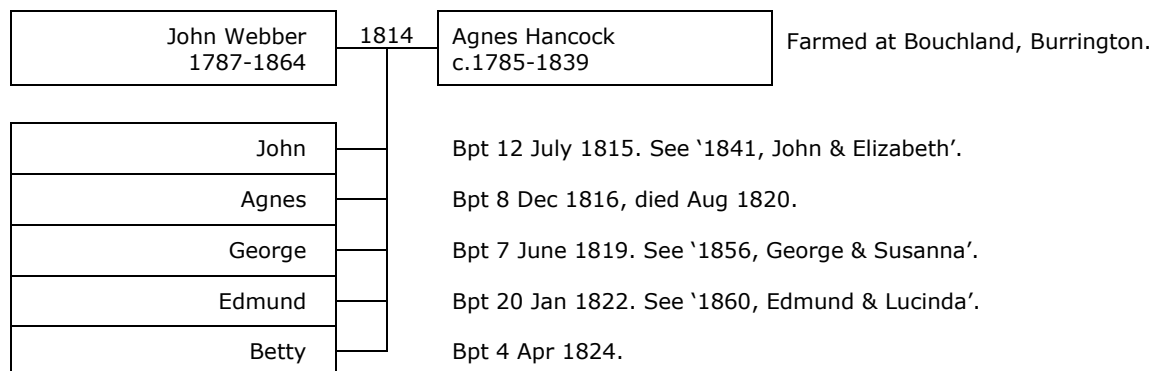 John Webber 1814 Agnes Hancock Farmed at Bouchland, Burrington.
1787-1864 c.1785-1839
John Bpt 12 July 1815. See ‘1841, John & Elizabeth’.
Agnes Bpt 8 Dec 1816, died Aug 1820.
George Bpt 7 June 1819. See ‘1856, George & Susanna’.
Edmund Bpt 20 Jan 1822. See ‘1860, Edmund & Lucinda’.
Betty Bpt 4 Apr 1824.